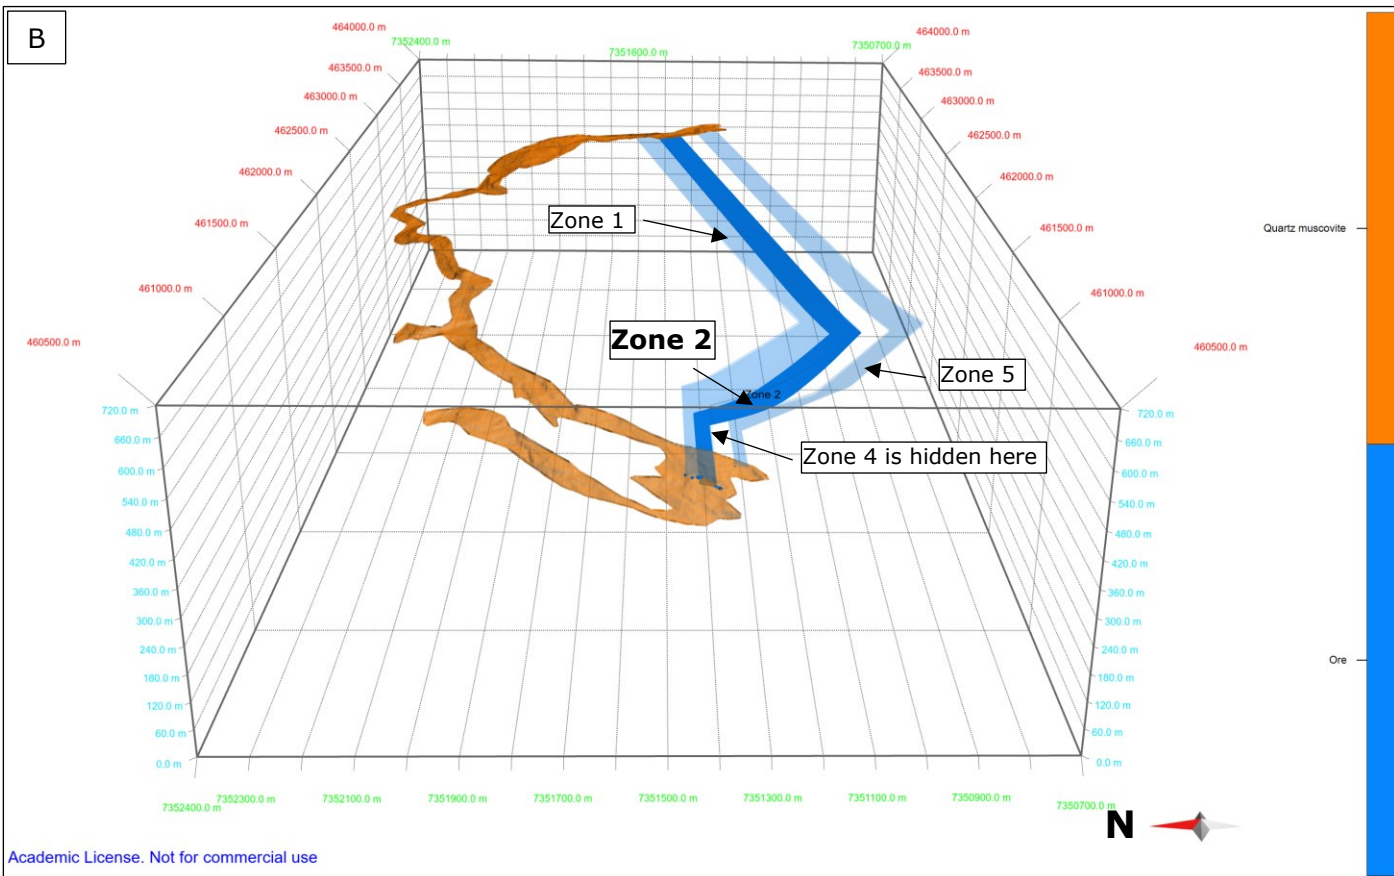 B
464000.0 m
7352400.0 m
7351600.0 m
7350700.0 m
464000.0 m
463500.0 m
463500.0 m
463000.0 m
463000.0 m
462500.0 m
462500.0 m
462000.0 m
462000.0 m
461500.0 m
461500.0 m
461000.0 m
461000.0 m
460500.0 m
460500.0 m
Zone 1
Zone 2
Zone 5
Zone 2
Zone 4 is hidden here
Quartz muscovite
Ore
720.0 m
660.0 m
600.0 m
540.0 m
480.0 m
420.0 m
360.0 m
300.0 m
240.0 m
180.0 m
120.0 m
60.0 m
0.0 m
720.0 m
660.0 m
600.0 m
540.0 m
480.0 m
420.0 m
360.0 m
300.0 m
240.0 m
180.0 m
120.0 m
60.0 m
0.0 m
7352400.0 m
7352300.0 m
7352100.0 m
7351900.0 m
7351700.0 m
7351500.0 m
7351300.0 m
7351100.0 m
7350900.0 m
7350700.0 m
N
Academic License. Not for commercial use